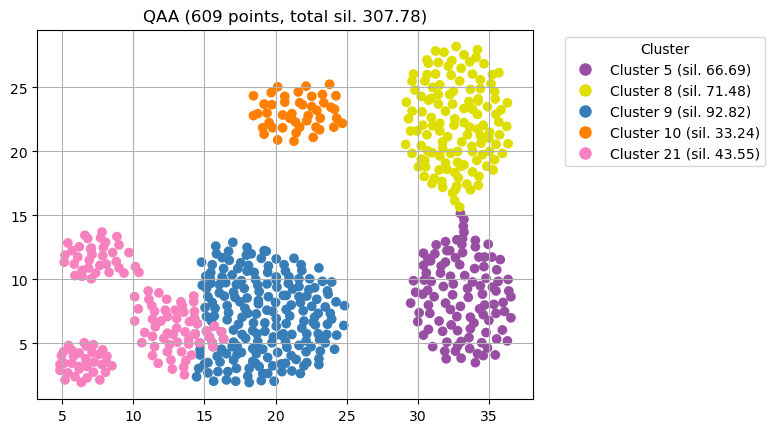 QAA (609 points, total sil. 307.78)
Cluster
Cluster 5 (sil. 66.69)
Cluster 8 (sil. 71.48)
Cluster 9 (sil. 92.82)
Cluster 10 (sil. 33.24)
Cluster 21 (sil. 43.55)
25
20
15
10
5
5 10 15 20 25 30 35